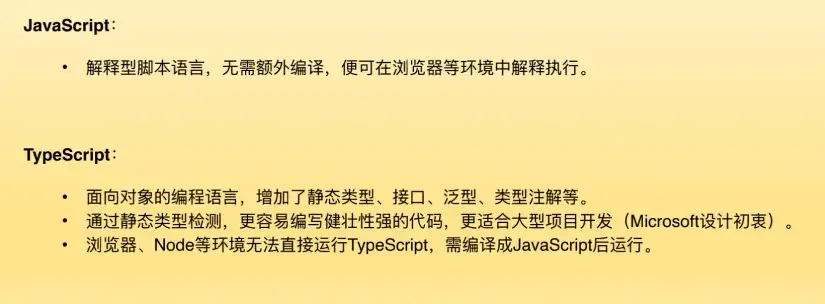 JavaScript：
• 解释型脚本语言，无需额外编译，便可在浏览器等环境中解释执行。
TypeScript：
• 面向对象的编程语言，增加了静态类型、接口、泛型、类型注解等。
• 通过静态类型检测，更容易编写健壮性强的代码，更适合大型项目开发（Microsoft设计初衷）。
• 浏览器、Node等环境无法直接运行TypeScript，需编译成JavaScript后运行。